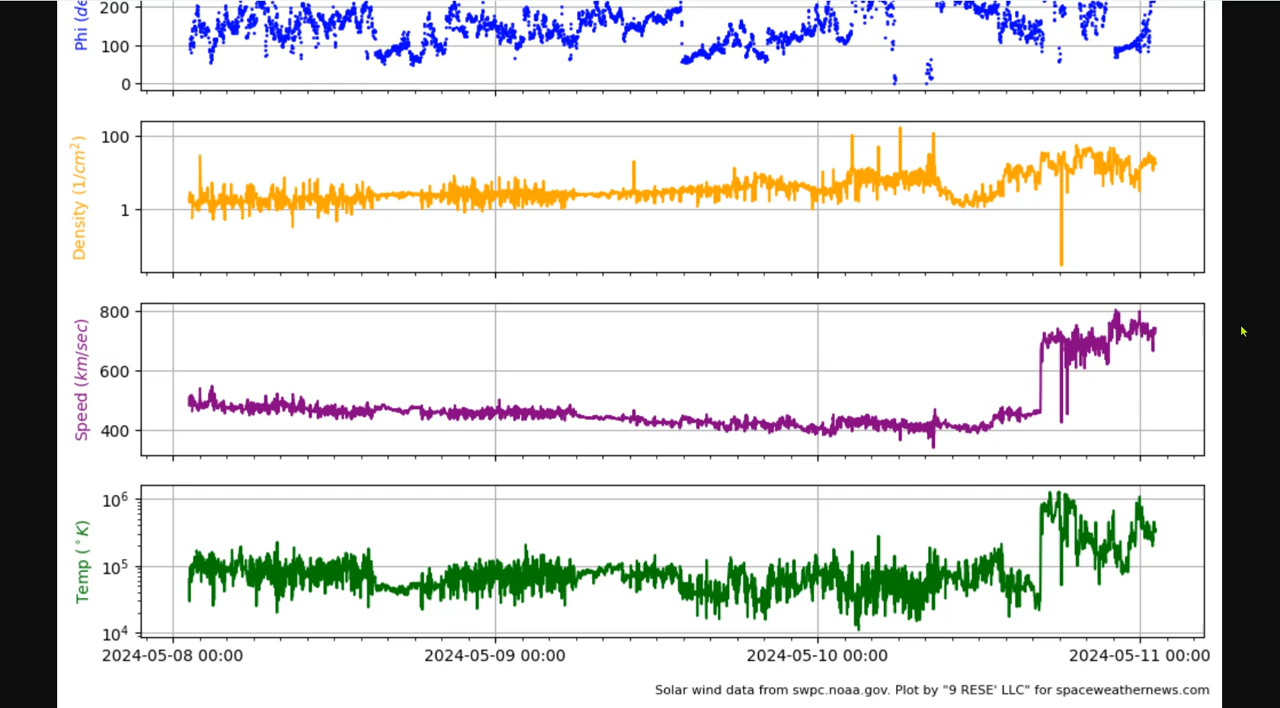 200
Phi (de
100
0
100
Density (1/cm²)
1
800
Speed (km/sec)
600
400
10⁶
Temp (°K)
10⁵
10⁴
2024-05-08 00:00 2024-05-09 00:00 2024-05-10 00:00 2024-05-11 00:00
Solar wind data from swpc.noaa.gov. Plot by "9 RESE' LLC" for spaceweathernews.com